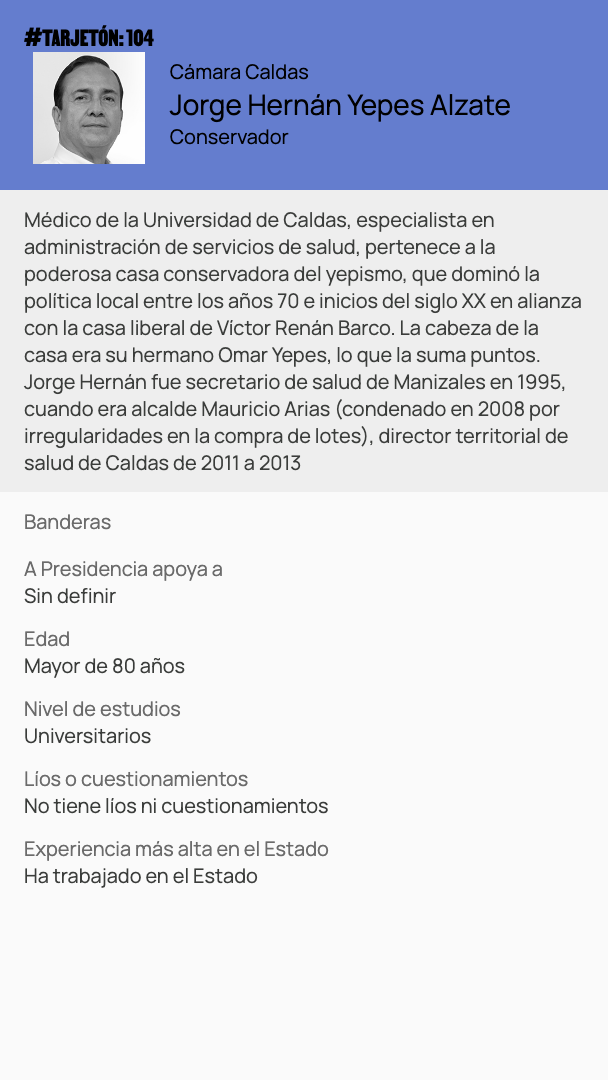 #TARJETÓN: 104
Cámara Caldas
Jorge Hernán Yepes Alzate
Conservador
Médico de la Universidad de Caldas, especialista en
administración de servicios de salud, pertenece a la
poderosa casa conservadora del yepismo, que dominó la
política local entre los años 70 e inicios del siglo XX en alianza
con la casa liberal de Víctor Renán Barco. La cabeza de la
casa era su hermano Omar Yepes, lo que la suma puntos.
Jorge Hernán fue secretario de salud de Manizales en 1995,
cuando era alcalde Mauricio Arias (condenado en 2008 por
irregularidades en la compra de lotes), director territorial de
salud de Caldas de 2011 a 2013
Banderas
A Presidencia apoya a
Sin definir
Edad
Mayor de 80 años
Nivel de estudios
Universitarios
Líos o cuestionamientos
No tiene líos ni cuestionamientos
Experiencia más alta en el Estado
Ha trabajado en el Estado